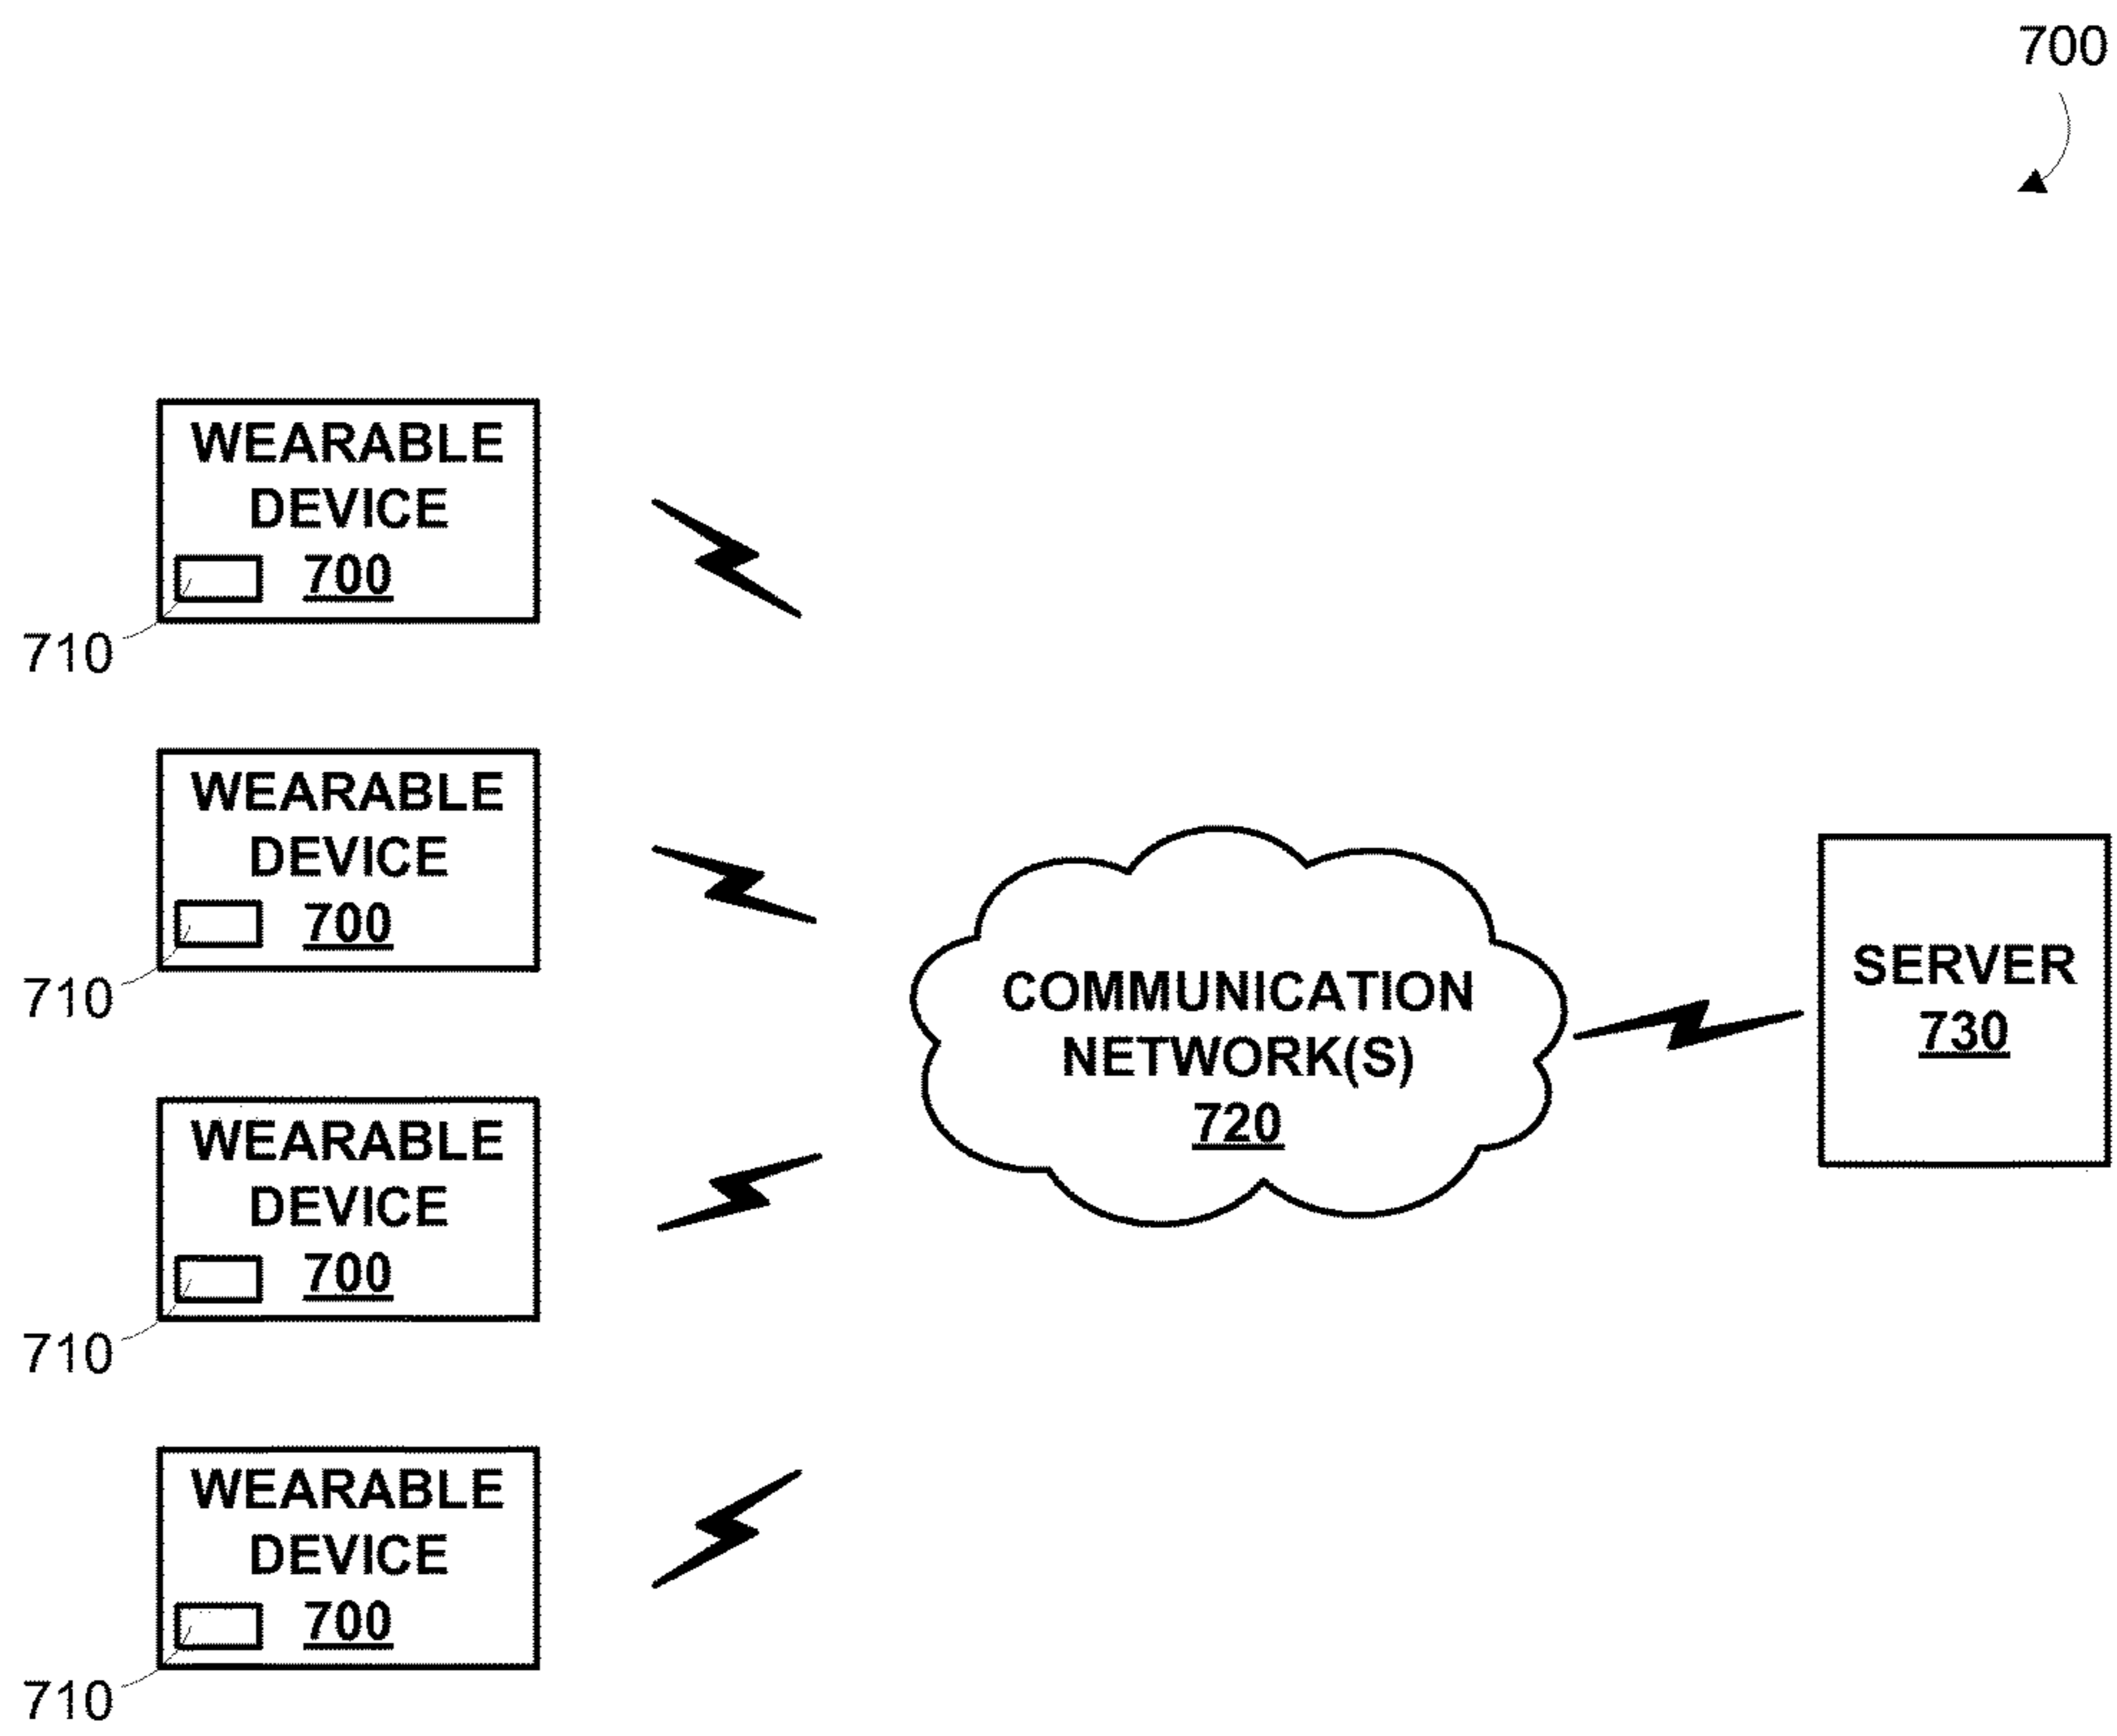 700
WEARABLE
DEVICE
700
710
WEARABLE
DEVICE
700
710
WEARABLE
DEVICE
700
710
WEARABLE
DEVICE
700
710
COMMUNICATION
NETWORK(S)
720
SERVER
730